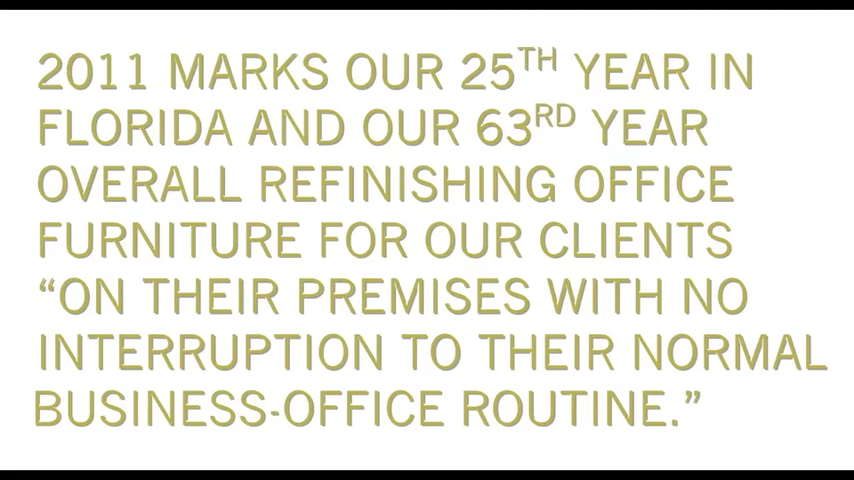 2011 MARKS OUR 25TH YEAR IN
FLORIDA AND OUR 63RD YEAR
OVERALL REFINISHING OFFICE
FURNITURE FOR OUR CLIENTS
“ON THEIR PREMISES WITH NO
INTERRUPTION TO THEIR NORMAL
BUSINESS-OFFICE ROUTINE.”